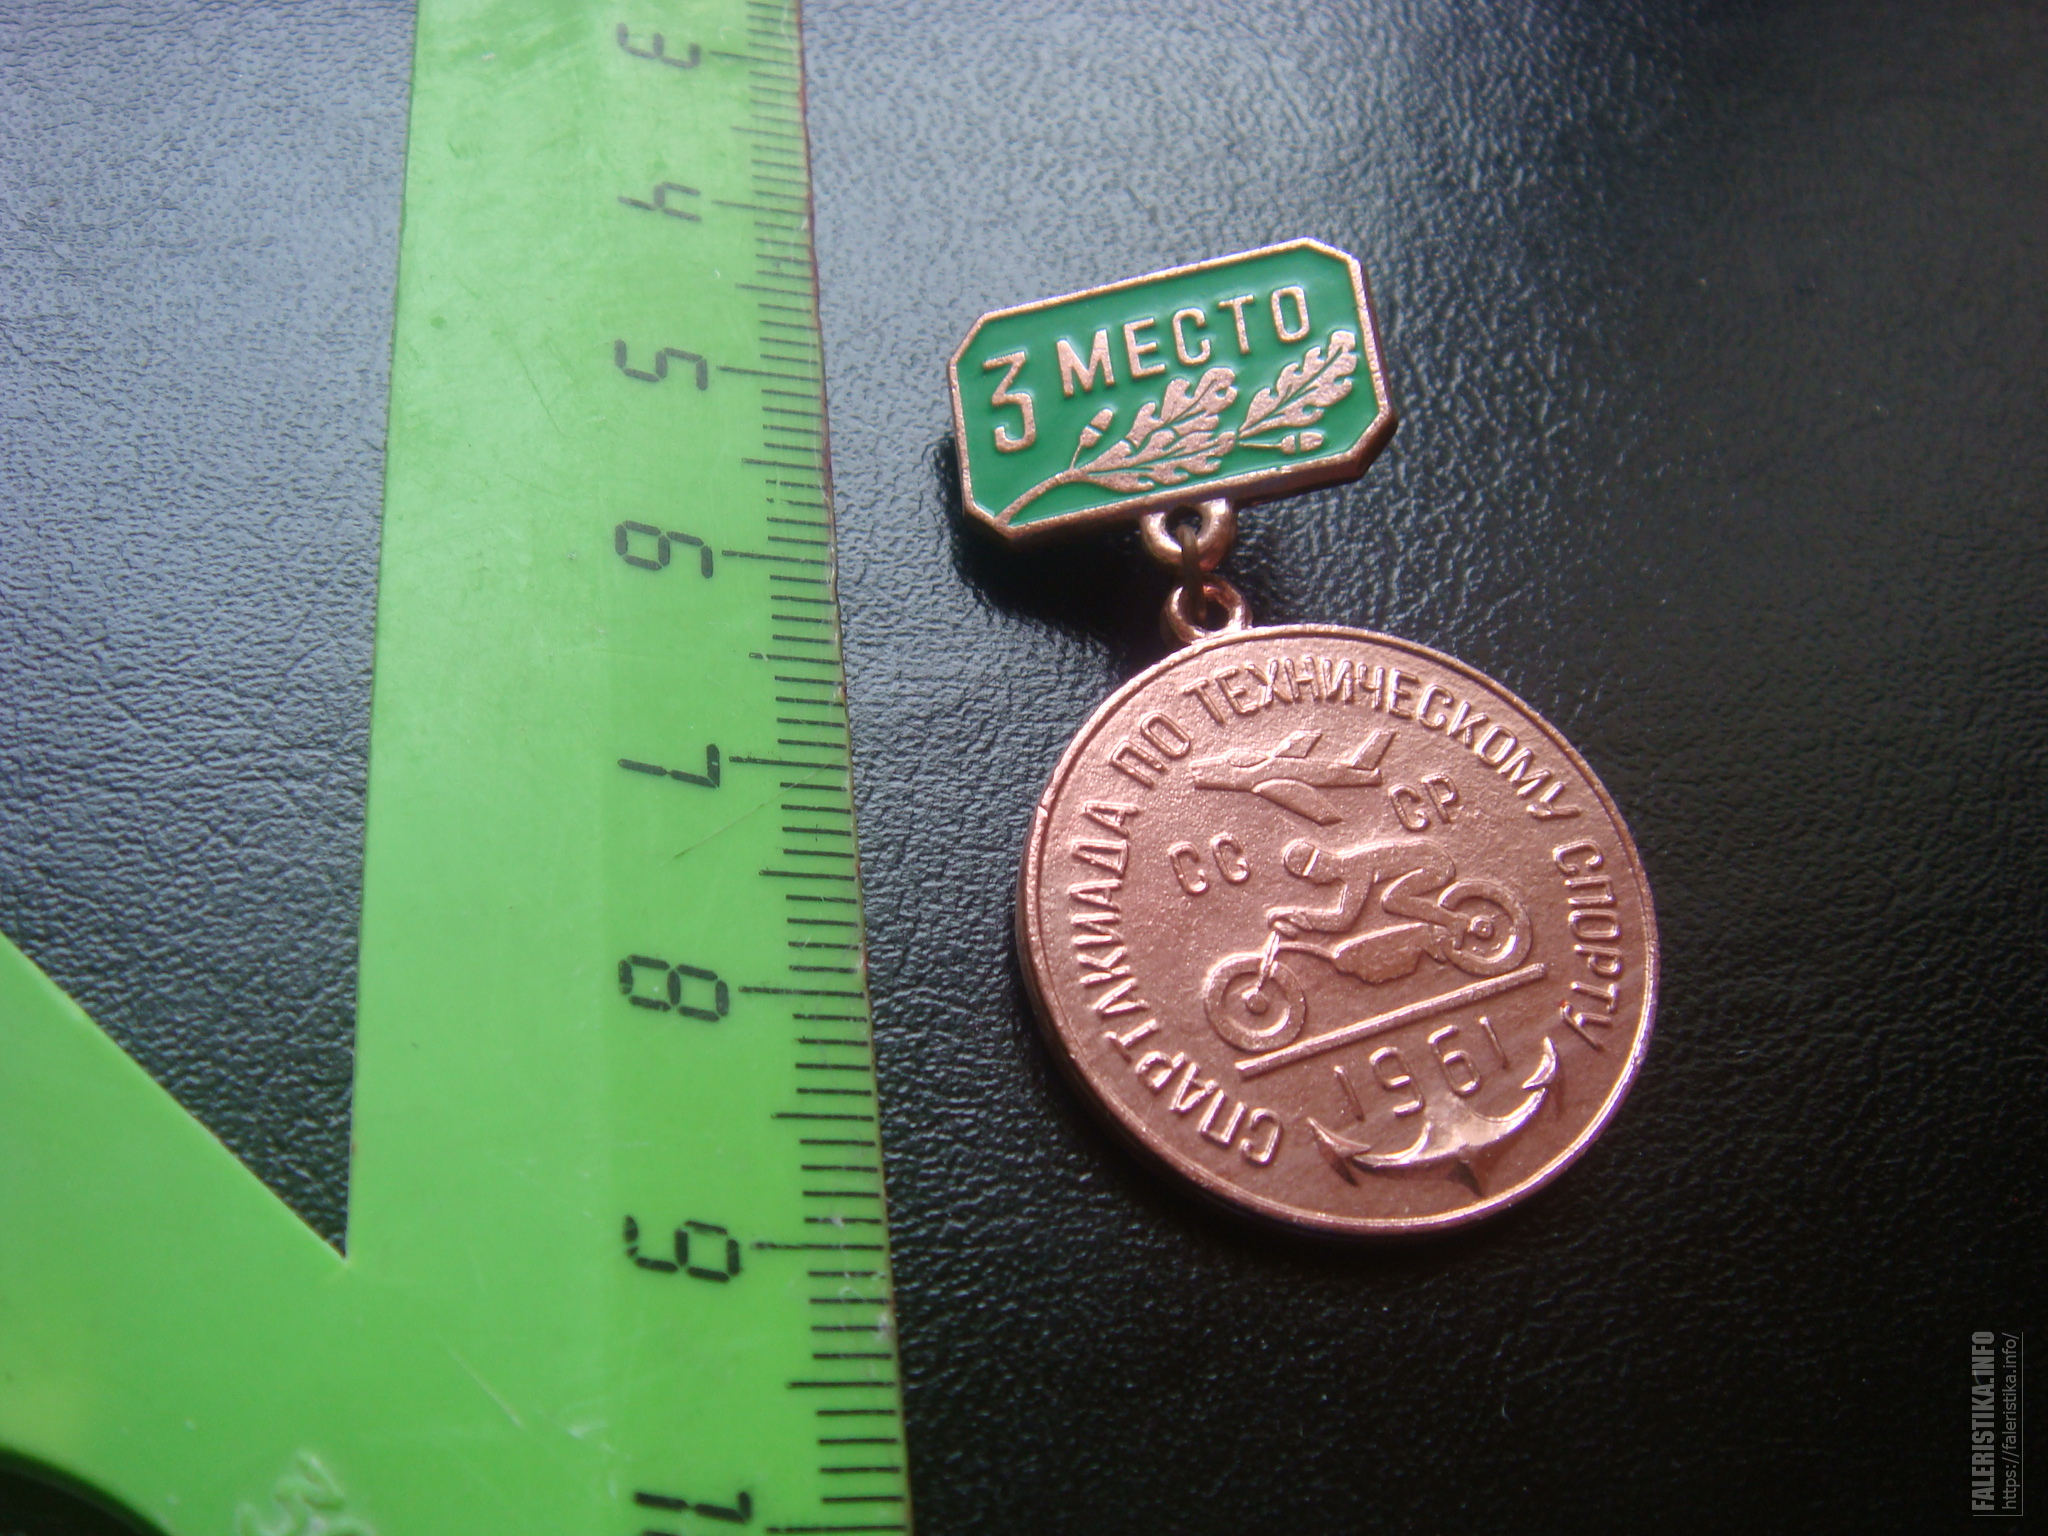 3 МЕСТО
СПАРТАКИАДА ПО ТЕХНИЧЕСКОМУ СПОРТУ
СС СР
1961
3
4
5
6
7
8
9
FALERISTIKA.INFO
https://faleristika.info/